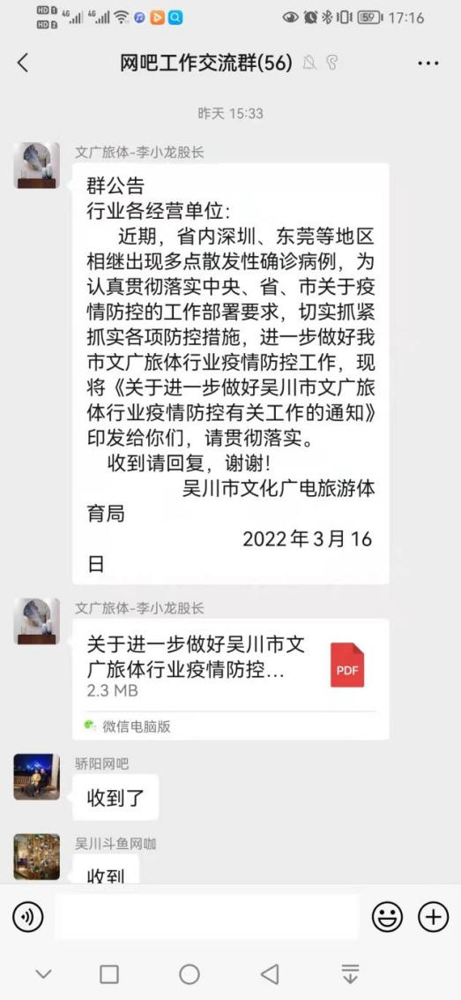 HD 1 4G 4G 59 17:16
HD 2
网吧工作交流群(56)
昨天 15:33
文广旅体-李小龙股长
群公告
行业各经营单位：
近期，省内深圳、东莞等地区
相继出现多点散发性确诊病例，为
认真贯彻落实中央、省、市关于疫
情防控的工作部署要求，切实抓紧
抓实各项防控措施，进一步做好我
市文广旅体行业疫情防控工作，现
将《关于进一步做好吴川市文广旅
体行业疫情防控有关工作的通知》
印发给你们，请贯彻落实。
收到请回复，谢谢！
吴川市文化广电旅游体
育局
2022年3月16
日
文广旅体-李小龙股长
关于进一步做好吴川市文
广旅体行业疫情防控...
PDF
2.3 MB
微信电脑版
骄阳网吧
收到了
吴川斗鱼网咖
收到